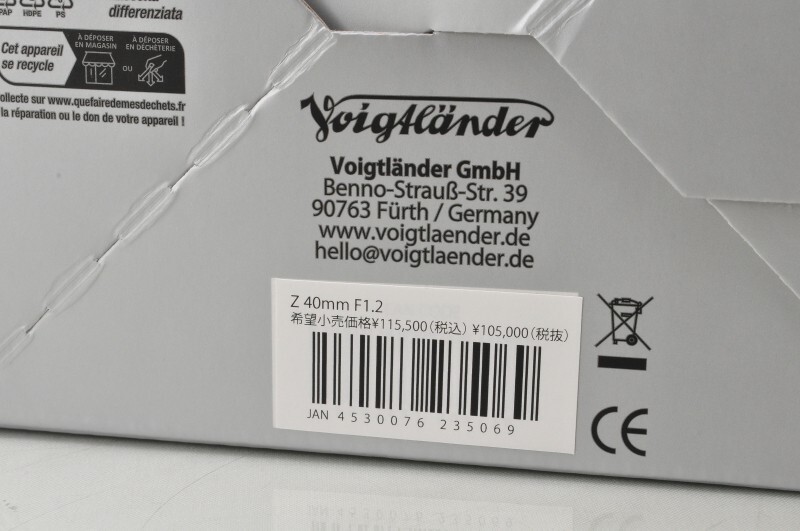 PAP HDPE PS
differenziata
Cet appareil
se recycle
À DÉPOSER
EN MAGASIN
OU
À DÉPOSER
EN DÉCHÈTERIE
www.quefairedemesdechets.fr
la réparation ou le don de votre appareil !
Voigtländer
Voigtländer GmbH
Benno-Strauß-Str. 39
90763 Fürth / Germany
www.voigtlaender.de
hello@voigtlaender.de
Z 40mm F1.2
希望小売価格¥115,500(税込) ¥105,000(税抜)
JAN 4530076 235069
CE